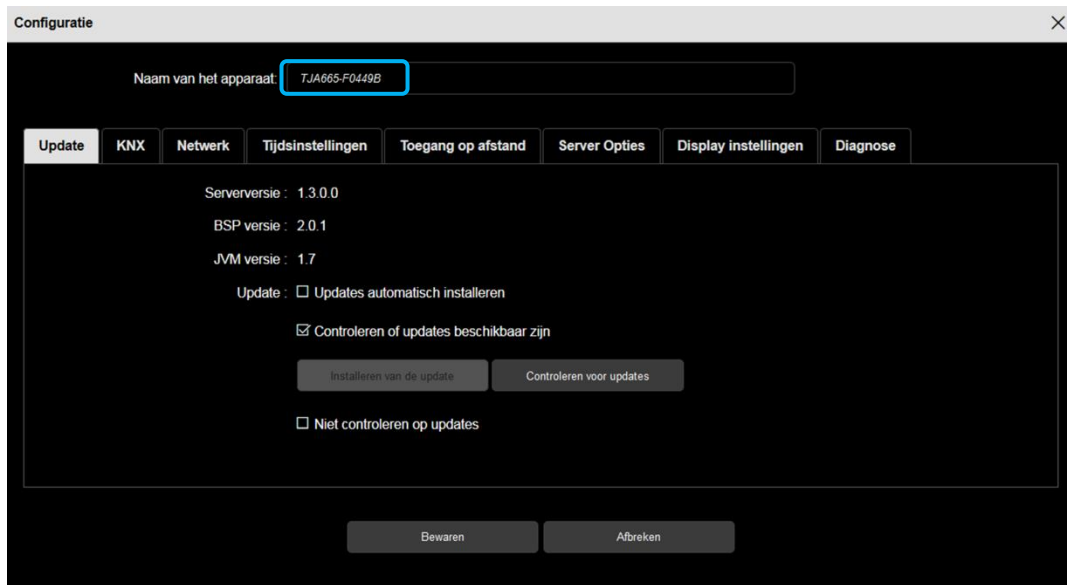 Configuratie
Naam van het apparaat: TJA665-F0449B
Update KNX Netwerk Tijdsinstellingen Toegang op afstand Server Opties Display instellingen Diagnose
Serverversie : 1.3.0.0
BSP versie : 2.0.1
JVM versie : 1.7
Update : Updates automatisch installeren
Controleren of updates beschikbaar zijn
Installeren van de update Controleren voor updates
Niet controleren op updates
Bewaren Afbreken